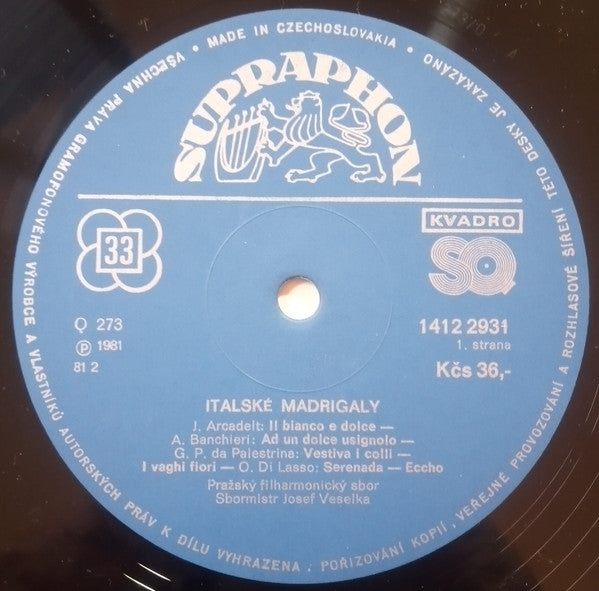 • MADE IN CZECHOSLOVAKIA •
VŠECHNA PRÁVA GRAMOFONOVÉHO VÝROBCE A VLASTNÍKŮ AUTORSKÝCH PRÁV K DÍLU VYHRAZENA. POŘIZOVÁNÍ KOPIÍ, VEŘEJNÉ PROVOZOVÁNÍ A ROZHLASOVÉ ŠÍŘENÍ TÉTO DESKY JE ZAKÁZÁNO
SUPRAPHON
KVADRO
33
SQ
Q 273
1412 2931
Ⓟ 1981
1. strana
81 2
Kčs 36,-
ITALSKÉ MADRIGALY
J. Arcadelt: Il bianco e dolce —
A. Banchieri: Ad un dolce usignolo —
G. P. da Palestrina: Vestiva i colli —
I vaghi fiori — O. Di Lasso: Serenada — Eccho
Pražský filharmonický sbor
Sbormistr Josef Veselka